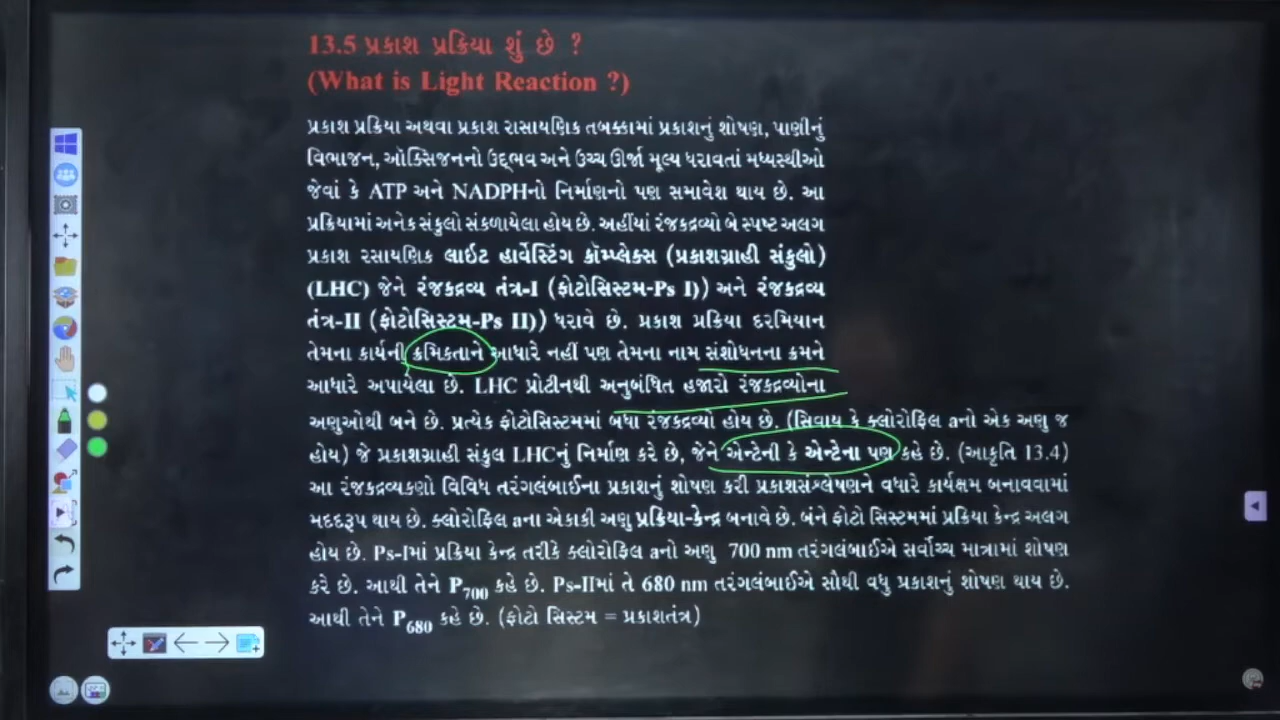 13.5 પ્રકાશ પ્રક્રિયા શું છે ?
(What is Light Reaction ?)
પ્રકાશ પ્રક્રિયા અથવા પ્રકાશ રાસાયણિક તબક્કામાં પ્રકાશનું શોષણ, પાણીનું
વિભાજન, ઑક્સિજનનો ઉદ્ભવ અને ઉચ્ચ ઊર્જા મૂલ્ય ધરાવતાં મધ્યસ્થીઓ
જેવાં કે ATP અને NADPHનો નિર્માણનો પણ સમાવેશ થાય છે. આ
પ્રક્રિયામાં અનેક સંકુલો સંકળાયેલા હોય છે. અહીંયાં રંજકદ્રવ્યો બે સ્પષ્ટ અલગ
પ્રકાશ રસાયણિક લાઇટ હાર્વેસ્ટિંગ કૉમ્પ્લેક્સ (પ્રકાશગ્રાહી સંકુલો)
(LHC) જેને રંજકદ્રવ્ય તંત્ર-I (ફોટોસિસ્ટમ-Ps I)) અને રંજકદ્રવ્ય
તંત્ર-II (ફોટોસિસ્ટમ-Ps II)) ધરાવે છે. પ્રકાશ પ્રક્રિયા દરમિયાન
તેમના કાર્યની ક્રમિકતાને આધારે નહીં પણ તેમના નામ સંશોધનના ક્રમને
આધારે અપાયેલા છે. LHC પ્રોટીનથી અનુબંધિત હજારો રંજકદ્રવ્યોના
અણુઓથી બને છે. પ્રત્યેક ફોટોસિસ્ટમમાં બધા રંજકદ્રવ્યો હોય છે. (સિવાય કે ક્લોરોફિલ aનો એક અણુ જ
હોય) જે પ્રકાશગ્રાહી સંકુલ LHCનું નિર્માણ કરે છે, જેને એન્ટેની કે એન્ટેના પણ કહે છે. (આકૃતિ 13.4)
આ રંજકદ્રવ્યકણો વિવિધ તરંગલંબાઈના પ્રકાશનું શોષણ કરી પ્રકાશસંશ્લેષણને વધારે કાર્યક્ષમ બનાવવામાં
મદદરૂપ થાય છે. ક્લોરોફિલ aના એકાકી અણુ પ્રક્રિયા-કેન્દ્ર બનાવે છે. બંને ફોટો સિસ્ટમમાં પ્રક્રિયા કેન્દ્ર અલગ
હોય છે. Ps-Iમાં પ્રક્રિયા કેન્દ્ર તરીકે ક્લોરોફિલ aનો અણુ 700 nm તરંગલંબાઈએ સર્વોચ્ચ માત્રામાં શોષણ
કરે છે. આથી તેને P700 કહે છે. Ps-IIમાં તે 680 nm તરંગલંબાઈએ સૌથી વધુ પ્રકાશનું શોષણ થાય છે.
આથી તેને P680 કહે છે. (ફોટો સિસ્ટમ = પ્રકાશતંત્ર)